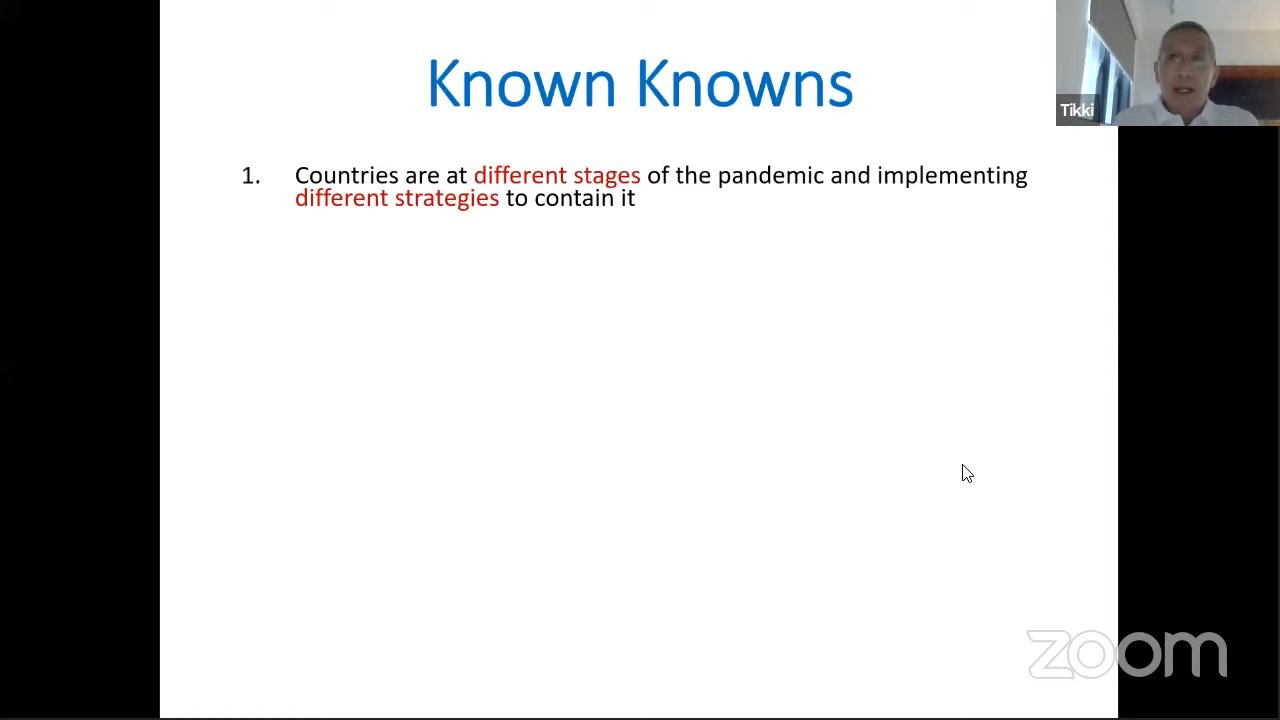 Known Knowns
Tikki
1. Countries are at different stages of the pandemic and implementing
different strategies to contain it
zoom